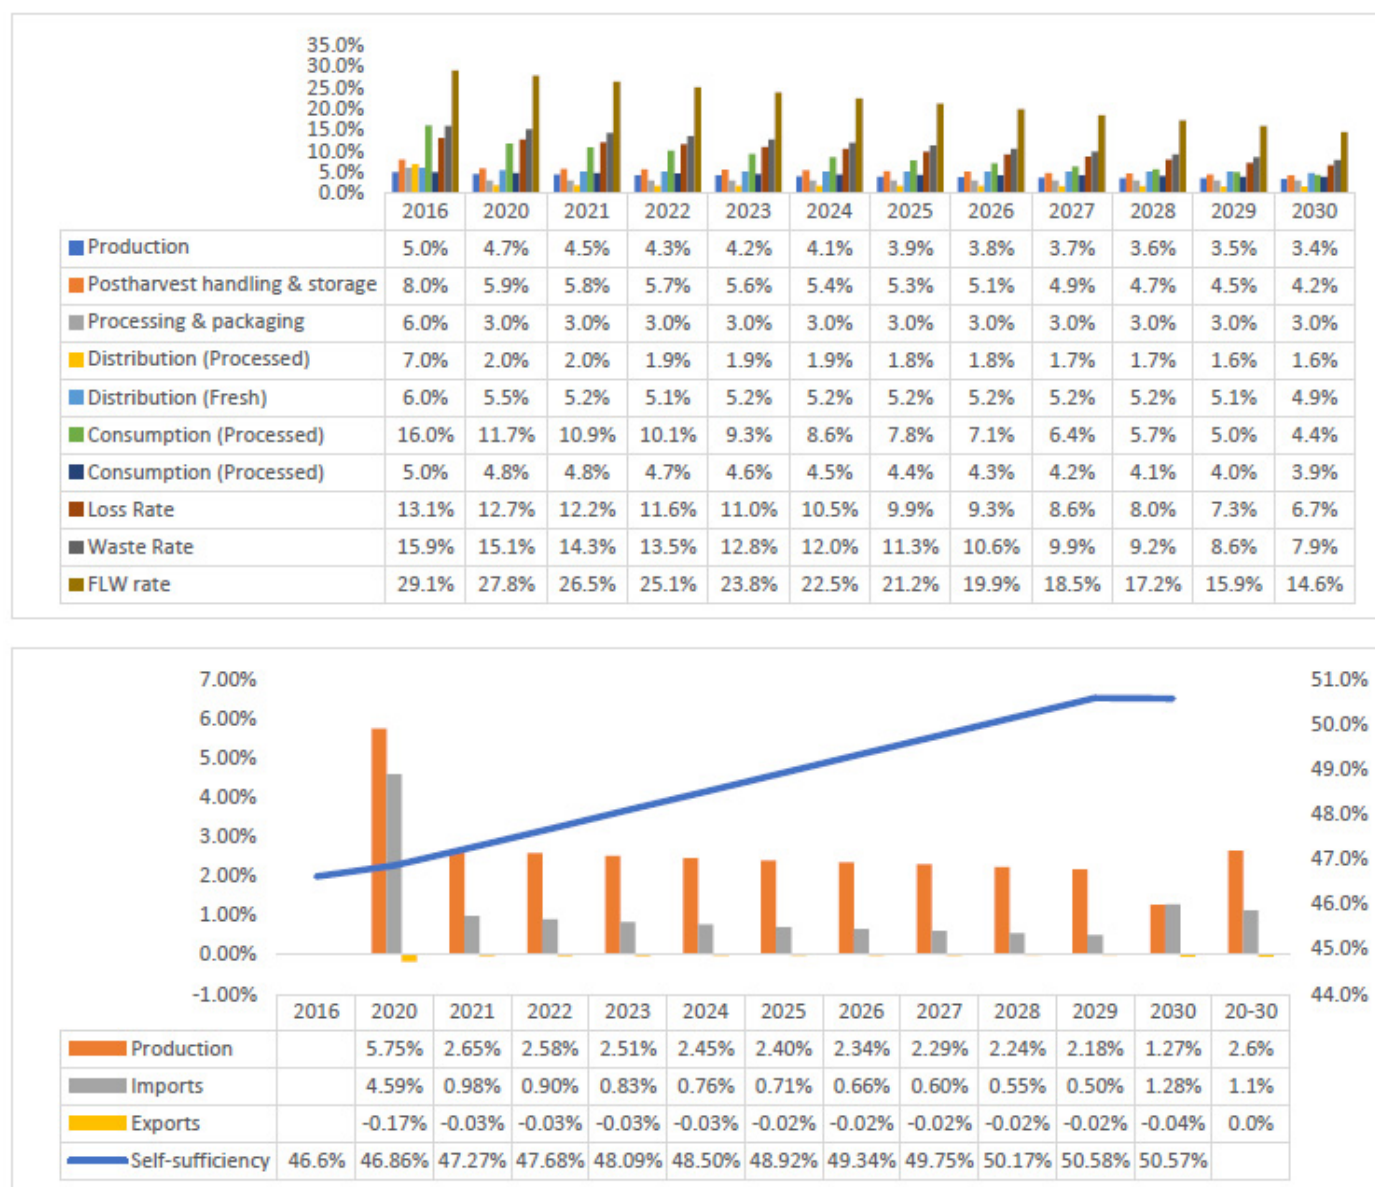 35.0%
30.0%
25.0%
20.0%
15.0%
10.0%
5.0%
0.0%
2016 2020 2021 2022 2023 2024 2025 2026 2027 2028 2029 2030
Production 5.0% 4.7% 4.5% 4.3% 4.2% 4.1% 3.9% 3.8% 3.7% 3.6% 3.5% 3.4%
Postharvest handling & storage 8.0% 5.9% 5.8% 5.7% 5.6% 5.4% 5.3% 5.1% 4.9% 4.7% 4.5% 4.2%
Processing & packaging 6.0% 3.0% 3.0% 3.0% 3.0% 3.0% 3.0% 3.0% 3.0% 3.0% 3.0% 3.0%
Distribution (Processed) 7.0% 2.0% 2.0% 1.9% 1.9% 1.9% 1.8% 1.8% 1.7% 1.7% 1.6% 1.6%
Distribution (Fresh) 6.0% 5.5% 5.2% 5.1% 5.2% 5.2% 5.2% 5.2% 5.2% 5.2% 5.1% 4.9%
Consumption (Processed) 16.0% 11.7% 10.9% 10.1% 9.3% 8.6% 7.8% 7.1% 6.4% 5.7% 5.0% 4.4%
Consumption (Processed) 5.0% 4.8% 4.8% 4.7% 4.6% 4.5% 4.4% 4.3% 4.2% 4.1% 4.0% 3.9%
Loss Rate 13.1% 12.7% 12.2% 11.6% 11.0% 10.5% 9.9% 9.3% 8.6% 8.0% 7.3% 6.7%
Waste Rate 15.9% 15.1% 14.3% 13.5% 12.8% 12.0% 11.3% 10.6% 9.9% 9.2% 8.6% 7.9%
FLW rate 29.1% 27.8% 26.5% 25.1% 23.8% 22.5% 21.2% 19.9% 18.5% 17.2% 15.9% 14.6%
7.00% 51.0%
6.00% 50.0%
5.00% 49.0%
4.00% 48.0%
3.00% 47.0%
2.00% 46.0%
1.00% 45.0%
0.00% 44.0%
-1.00%
2016 2020 2021 2022 2023 2024 2025 2026 2027 2028 2029 2030 20-30
Production 5.75% 2.65% 2.58% 2.51% 2.45% 2.40% 2.34% 2.29% 2.24% 2.18% 1.27% 2.6%
Imports 4.59% 0.98% 0.90% 0.83% 0.76% 0.71% 0.66% 0.60% 0.55% 0.50% 1.28% 1.1%
Exports -0.17% -0.03% -0.03% -0.03% -0.03% -0.02% -0.02% -0.02% -0.02% -0.02% -0.04% 0.0%
Self-sufficiency 46.6% 46.86% 47.27% 47.68% 48.09% 48.50% 48.92% 49.34% 49.75% 50.17% 50.58% 50.57%